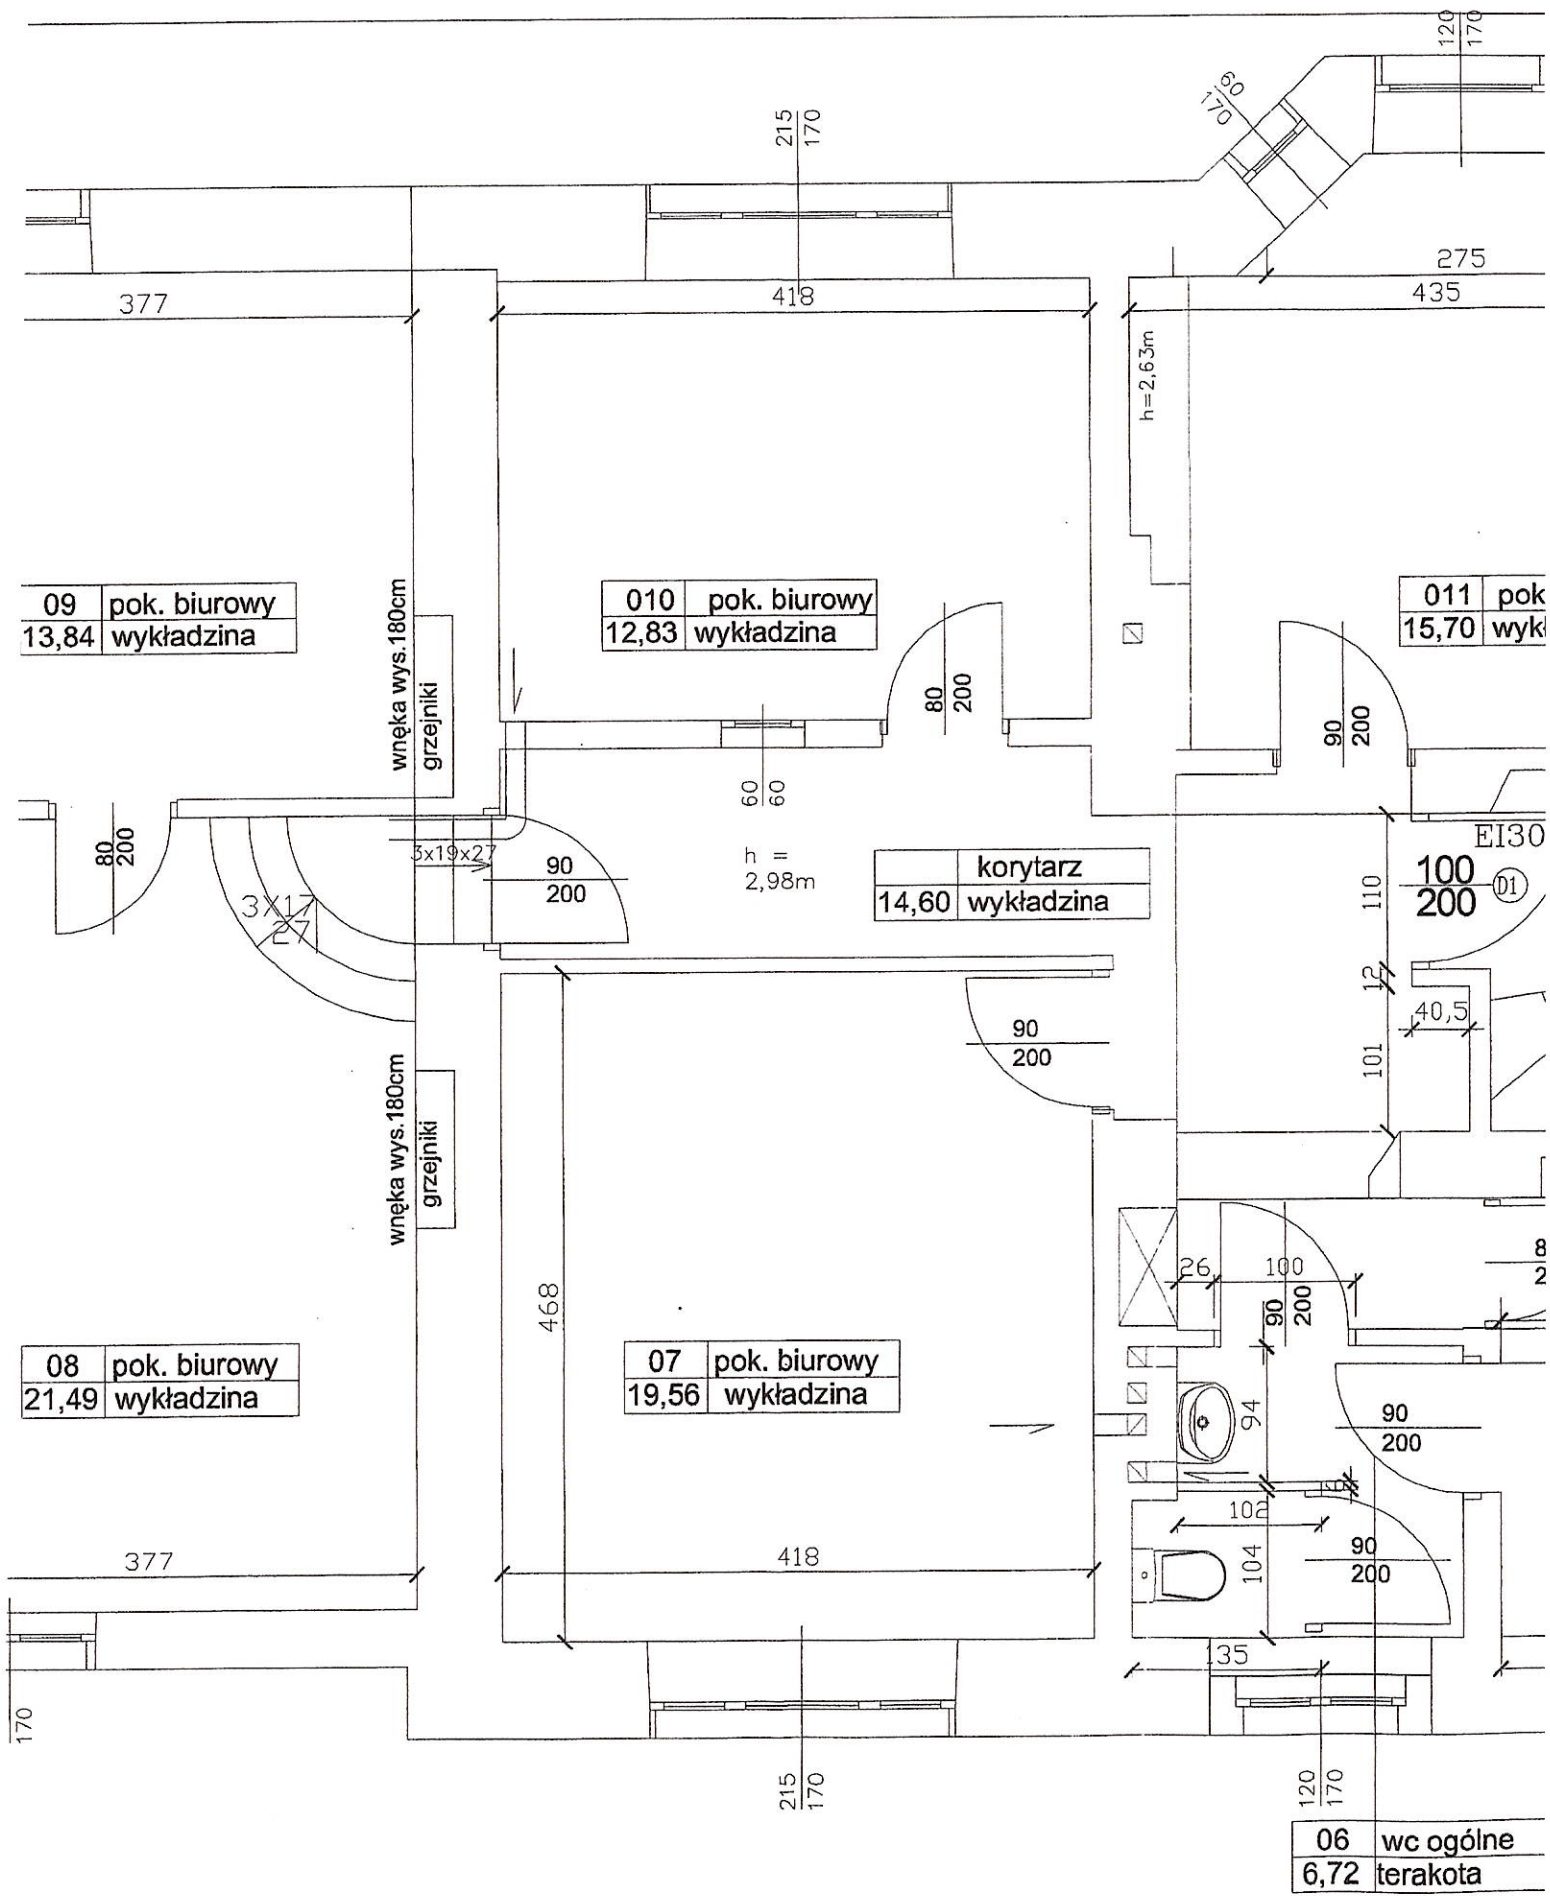 120
170
60
170
215
170
275
377
418
435
h=2,63m
09 pok. biurowy
13,84 wykładzina
wnęka wys.180cm
grzejniki
010 pok. biurowy
12,83 wykładzina
011 pok
15,70 wykł
80
200
90
200
60
60
80
200
3x19x27
90
200
h =
2,98m
korytarz
14,60 wykładzina
EI30
100
200
D1
110
3X17
27
12
40,5
90
200
101
wnęka wys.180cm
grzejniki
26
100
90
200
8
2
468
08 pok. biurowy
21,49 wykładzina
07 pok. biurowy
19,56 wykładzina
94
90
200
102
104
90
200
377
418
135
170
215
170
120
170
06 wc ogólne
6,72 terakota